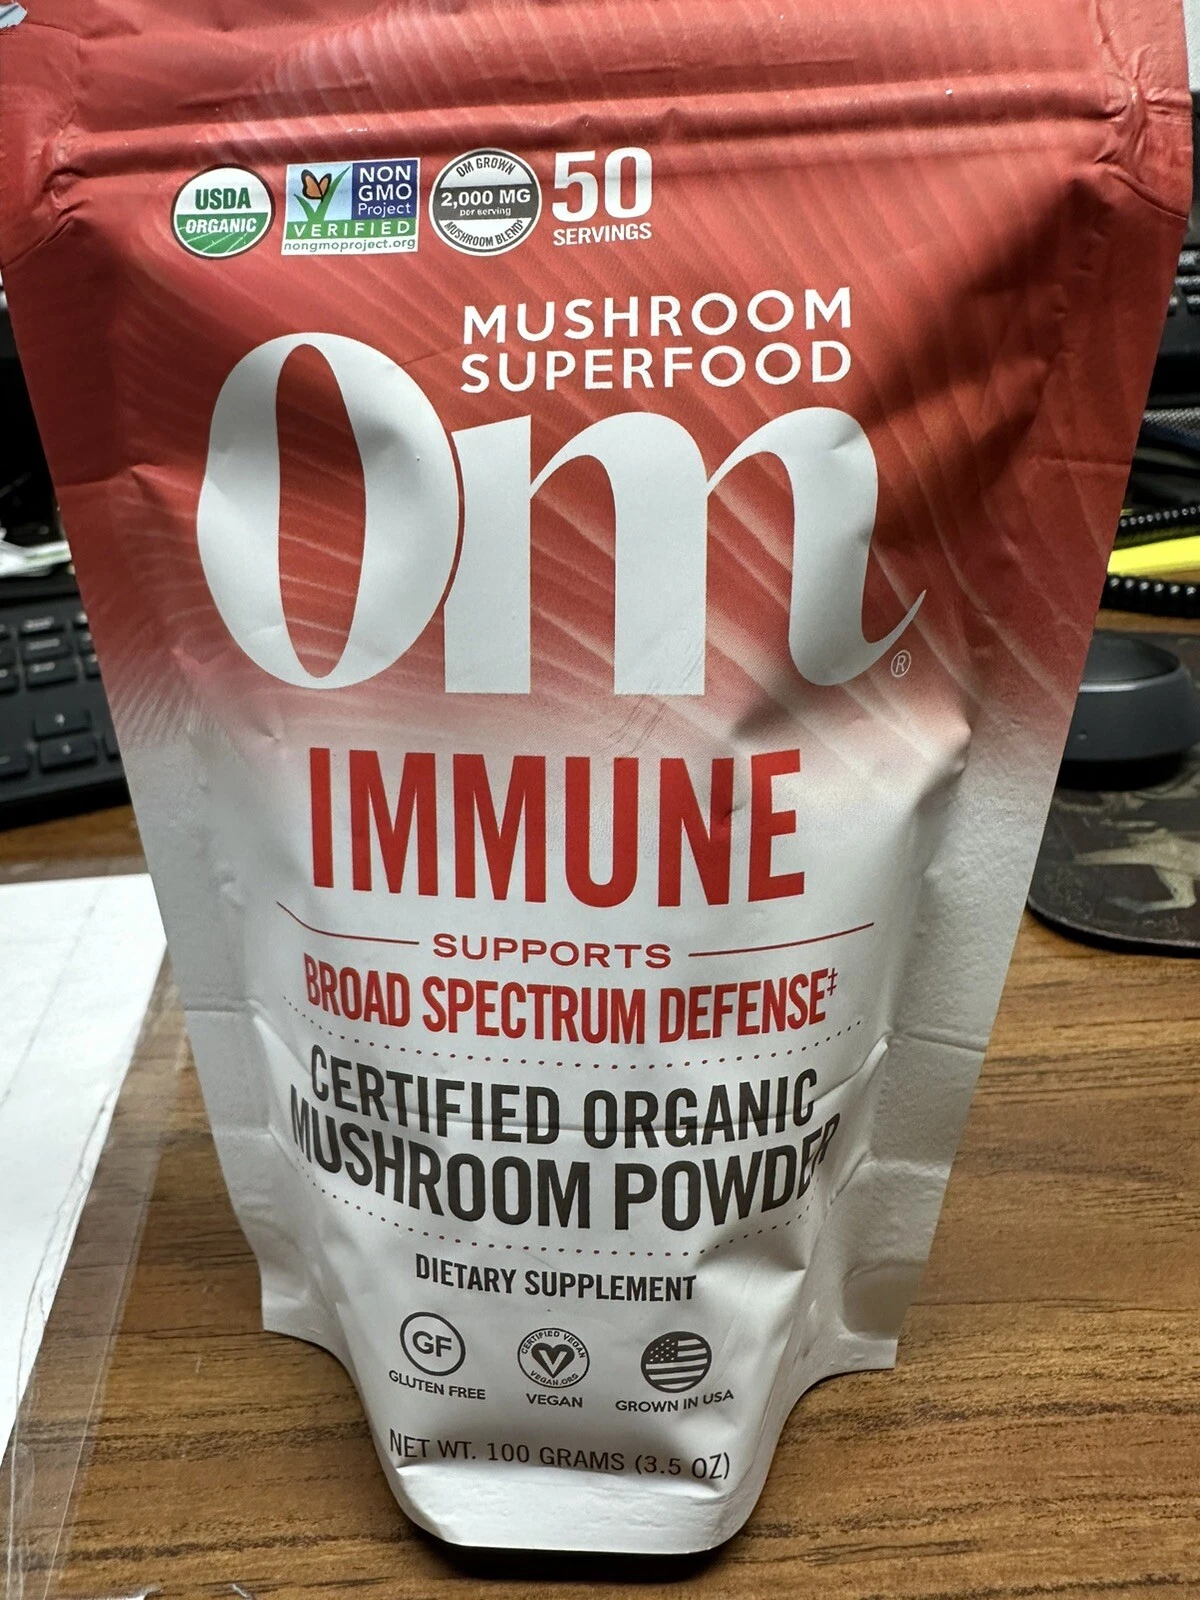 USDA
ORGANIC
NON
GMO
Project
VERIFIED
nongmoproject.org
OM GROWN
2,000 MG
per serving
MUSHROOM BLEND
50
SERVINGS
MUSHROOM
SUPERFOOD
Om®
IMMUNE
SUPPORTS
BROAD SPECTRUM DEFENSE‡
CERTIFIED ORGANIC
MUSHROOM POWDER
DIETARY SUPPLEMENT
GF
GLUTEN FREE
CERTIFIED VEGAN
VEGAN.ORG
VEGAN
GROWN IN USA
NET WT. 100 GRAMS (3.5 OZ)